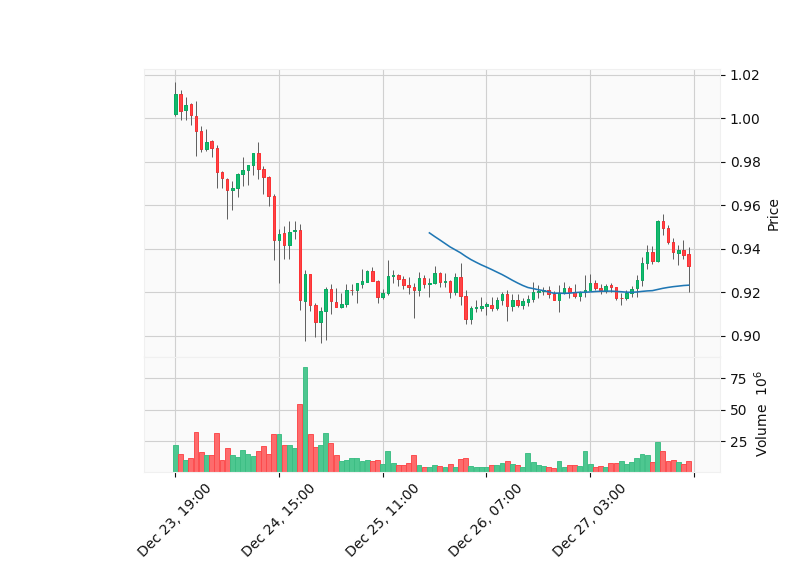 1.02
1.00
0.98
0.96
0.94
0.92
0.90
Price
75
50
25
Volume 10^6
Dec 23, 19:00
Dec 24, 15:00
Dec 25, 11:00
Dec 26, 07:00
Dec 27, 03:00